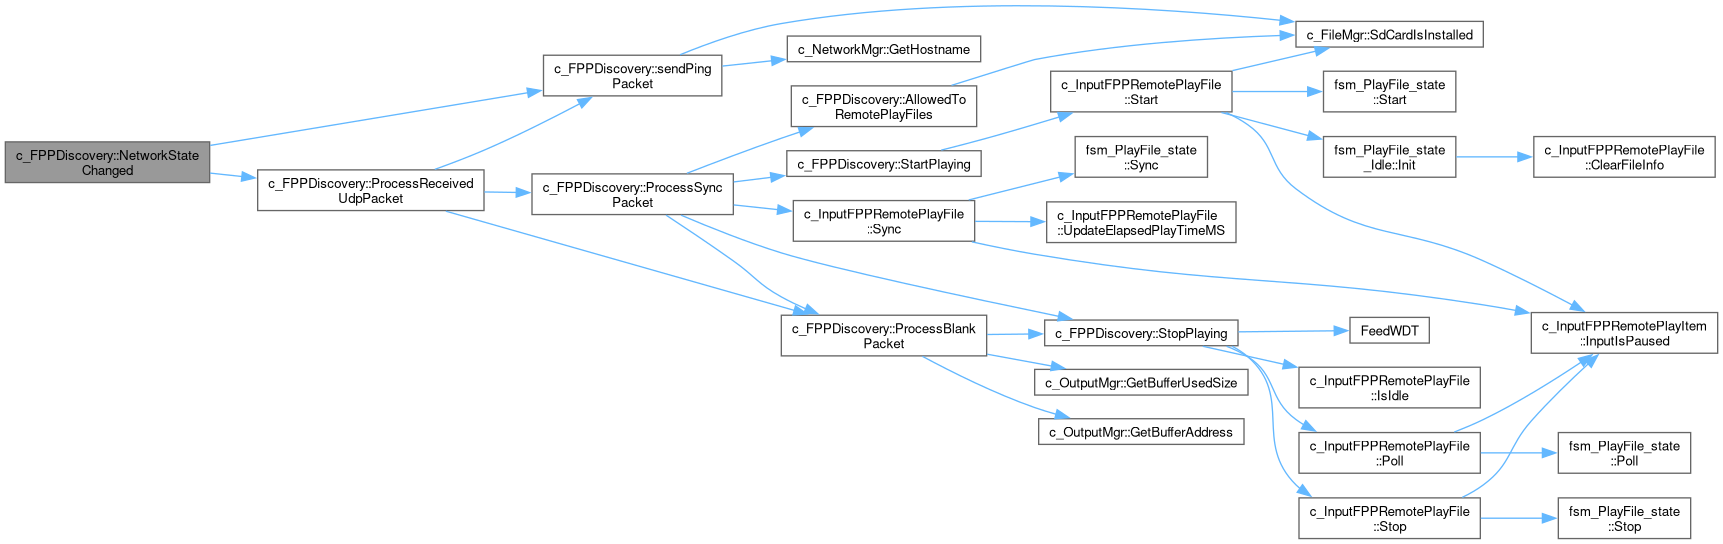 c_FPPDiscovery::NetworkState
Changed
c_FPPDiscovery::sendPing
Packet
c_FPPDiscovery::ProcessReceived
UdpPacket
c_NetworkMgr::GetHostname
c_FPPDiscovery::AllowedTo
RemotePlayFiles
c_FPPDiscovery::StartPlaying
c_FPPDiscovery::ProcessSync
Packet
c_InputFPPRemotePlayFile
::Sync
c_FPPDiscovery::ProcessBlank
Packet
c_FileMgr::SdCardIsInstalled
c_InputFPPRemotePlayFile
::Start
fsm_PlayFile_state
::Start
fsm_PlayFile_state
::Sync
fsm_PlayFile_state
_Idle::Init
c_InputFPPRemotePlayFile
::ClearFileInfo
c_InputFPPRemotePlayFile
::UpdateElapsedPlayTimeMS
c_FPPDiscovery::StopPlaying
FeedWDT
c_InputFPPRemotePlayItem
::InputIsPaused
c_OutputMgr::GetBufferUsedSize
c_InputFPPRemotePlayFile
::IsIdle
c_OutputMgr::GetBufferAddress
c_InputFPPRemotePlayFile
::Poll
fsm_PlayFile_state
::Poll
c_InputFPPRemotePlayFile
::Stop
fsm_PlayFile_state
::Stop